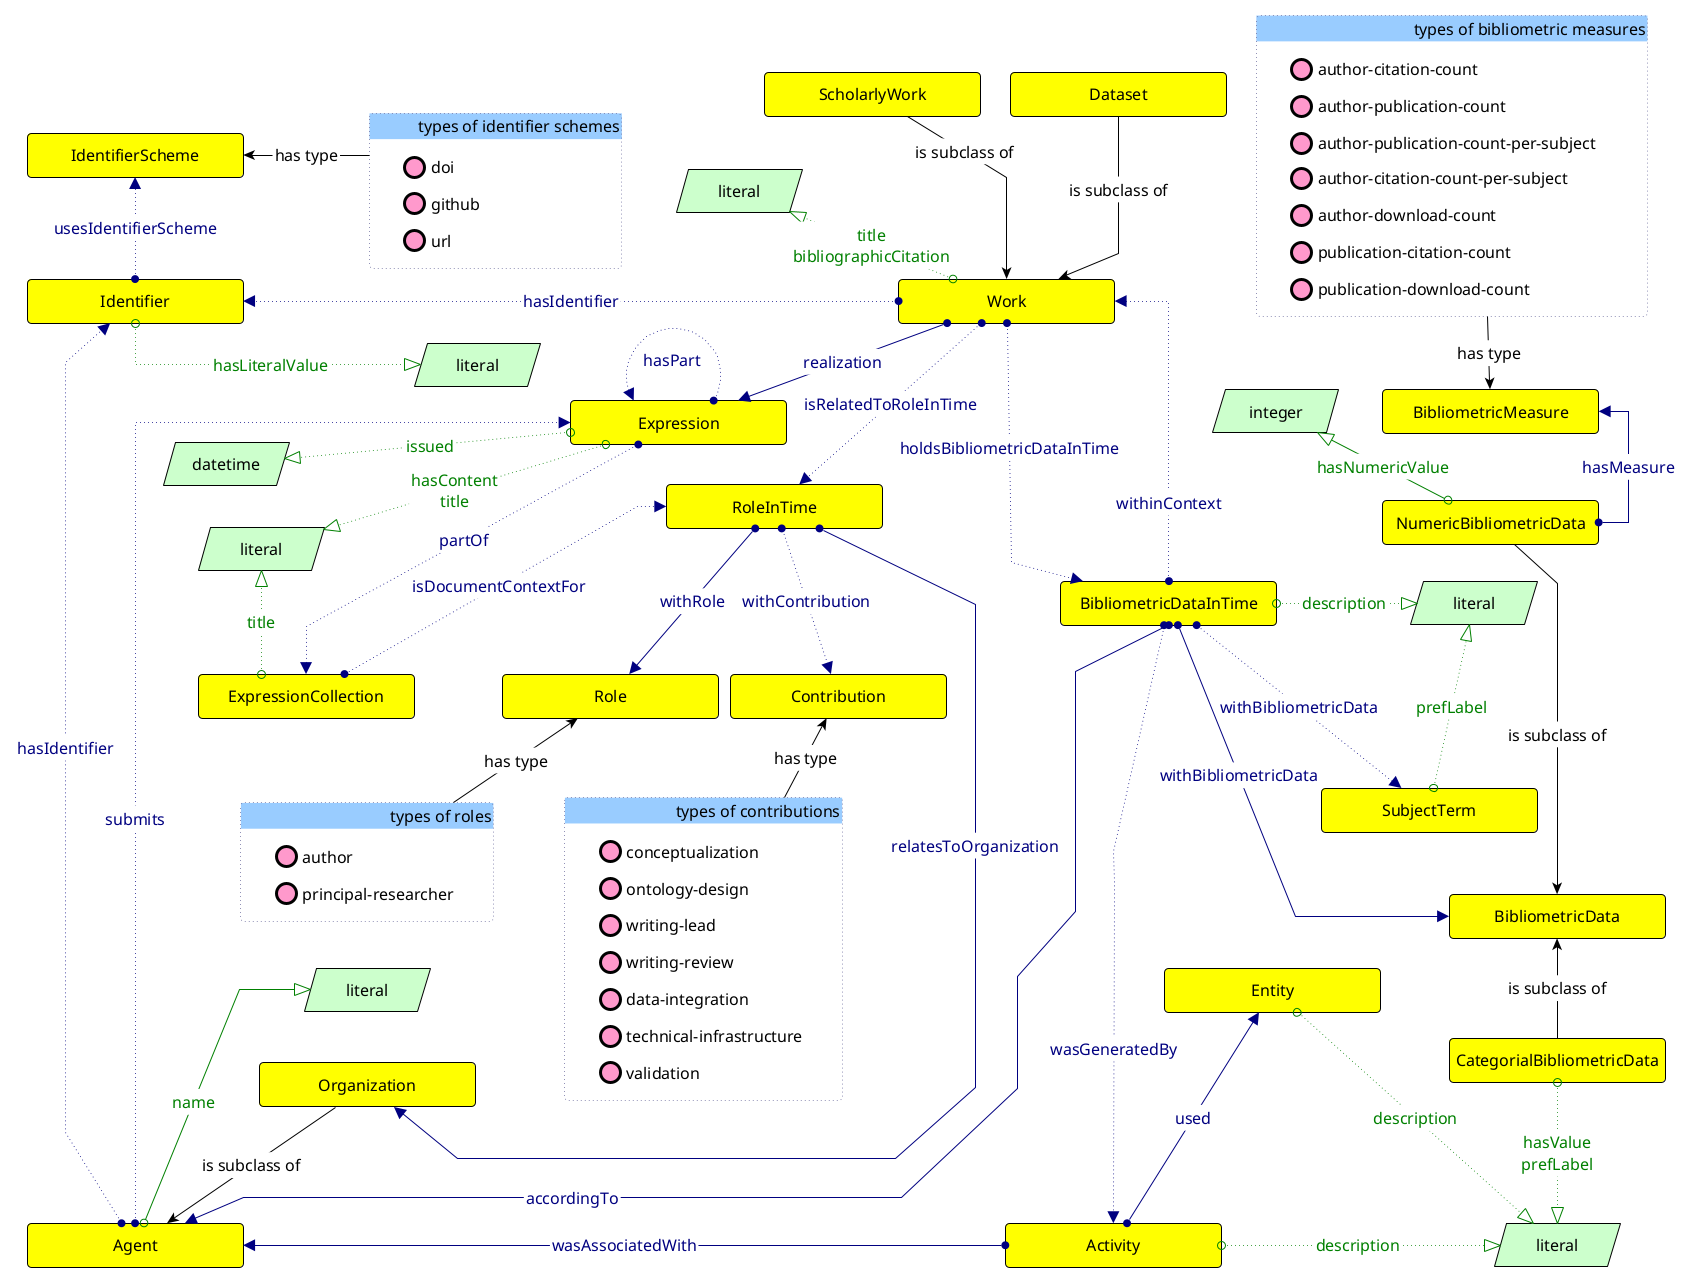 types of bibliometric measures
author-citation-count
author-publication-count
author-publication-count-per-subject
author-citation-count-per-subject
author-download-count
publication-citation-count
publication-download-count
ScholarlyWork
Dataset
types of identifier schemes
doi
github
url
IdentifierScheme
has type
is subclass of
is subclass of
literal
usesIdentifierScheme
title
bibliographicCitation
Identifier
hasIdentifier
Work
hasLiteralValue
literal
hasPart
realization
has type
isRelatedToRoleInTime
integer
BibliometricMeasure
Expression
issued
datetime
holdsBibliometricDataInTime
hasNumericValue
hasMeasure
hasContent
title
withinContext
RoleInTime
NumericBibliometricData
literal
partOf
isDocumentContextFor
withRole
withContribution
BibliometricDataInTime
description
literal
title
ExpressionCollection
Role
Contribution
withBibliometricData
prefLabel
is subclass of
hasIdentifier
has type
has type
withBibliometricData
submits
types of roles
author
principal-researcher
types of contributions
conceptualization
ontology-design
writing-lead
writing-review
data-integration
technical-infrastructure
validation
relatesToOrganization
SubjectTerm
BibliometricData
literal
Entity
is subclass of
wasGeneratedBy
CategorialBibliometricData
Organization
name
used
description
hasValue
prefLabel
is subclass of
accordingTo
Agent
wasAssociatedWith
Activity
description
literal